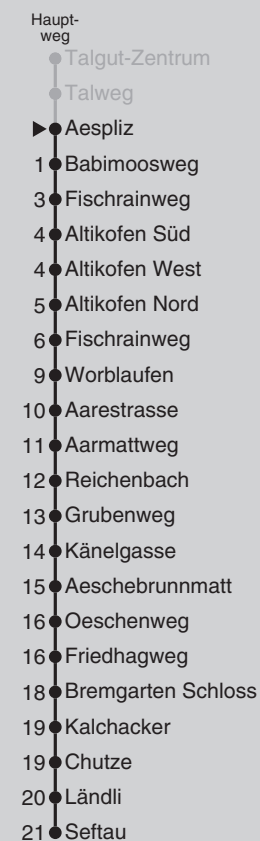 Haupt-
weg
Talgut-Zentrum
Talweg
Aespliz
1 Babimoosweg
3 Fischrainweg
4 Altikofen Süd
4 Altikofen West
5 Altikofen Nord
6 Fischrainweg
9 Worblaufen
10 Aarestrasse
11 Aarmattweg
12 Reichenbach
13 Grubenweg
14 Känelgasse
15 Aeschebrunnmatt
16 Oeschenweg
16 Friedhagweg
18 Bremgarten Schloss
19 Kalchacker
19 Chutze
20 Ländli
21 Seftau